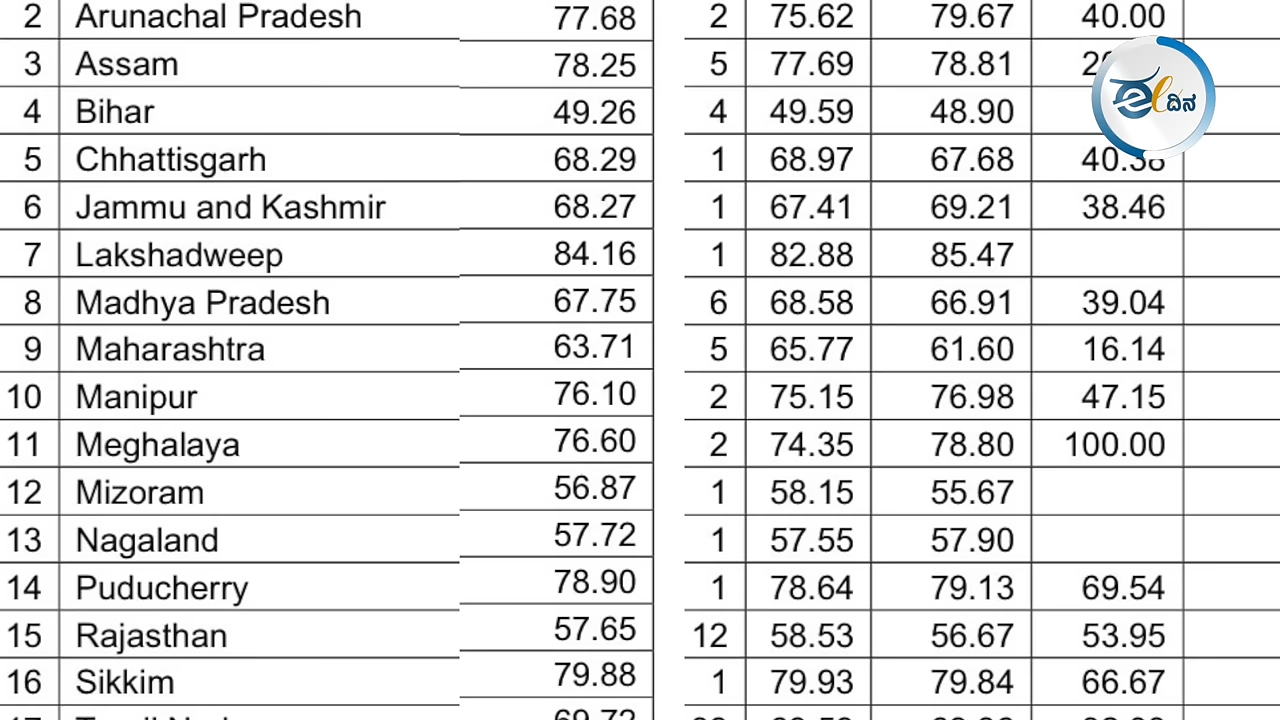 2 Arunachal Pradesh 77.68 2 75.62 79.67 40.00
3 Assam 78.25 5 77.69 78.81
4 Bihar 49.26 4 49.59 48.90
5 Chhattisgarh 68.29 1 68.97 67.68 40.38
6 Jammu and Kashmir 68.27 1 67.41 69.21 38.46
7 Lakshadweep 84.16 1 82.88 85.47
8 Madhya Pradesh 67.75 6 68.58 66.91 39.04
9 Maharashtra 63.71 5 65.77 61.60 16.14
10 Manipur 76.10 2 75.15 76.98 47.15
11 Meghalaya 76.60 2 74.35 78.80 100.00
12 Mizoram 56.87 1 58.15 55.67
13 Nagaland 57.72 1 57.55 57.90
14 Puducherry 78.90 1 78.64 79.13 69.54
15 Rajasthan 57.65 12 58.53 56.67 53.95
16 Sikkim 79.88 1 79.93 79.84 66.67
ದಿನ